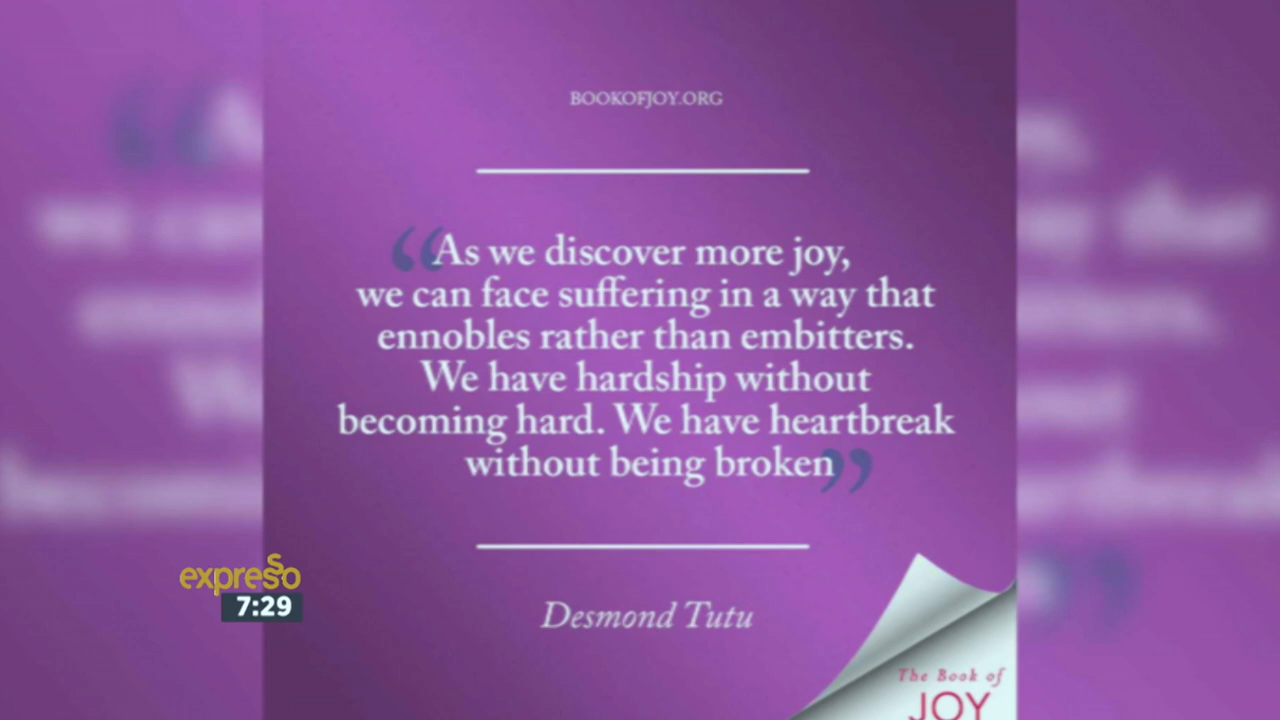 BOOKOFJOY.ORG
“As we discover more joy,
we can face suffering in a way that
ennobles rather than embitters.
We have hardship without
becoming hard. We have heartbreak
without being broken”
Desmond Tutu
expresso
7:29
The Book of
JOY